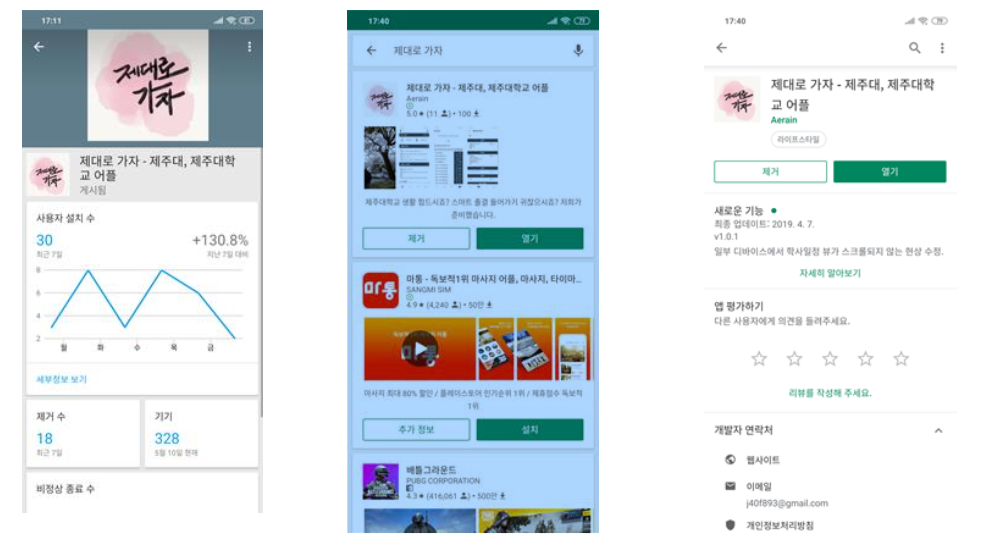 17:11
제대로
가자
제대로 가자 - 제주대, 제주대학
교 어플
게시됨
사용자 설치 수
30
+130.8%
최근 7일
지난 7일 대비
8
6
4
2
월 화 수 목 금
세부정보 보기
제거 수
18
최근 7일
기기
328
5월 10일 현재
비정상 종료 수
17:40
제대로 가자
제대로 가자 - 제주대, 제주대학교 어플
Aerain
5.0 ★ (11) • 100
제주대학교 생활 힘드시죠? 스마트 출결 들어가기 귀찮으시죠? 저희가
준비했습니다.
제거
열기
마통 - 독보적1위 마사지 어플, 마사지, 타이마...
SANGMI SIM
4.9 ★ (4,240) • 50만
마통
마사지 최대 80% 할인 / 플레이스토어 인기순위 1위 / 제휴점수 독보적
1위
추가 정보
설치
배틀그라운드
PUBG CORPORATION
4.3 ★ (416,061) • 500만
17:40
제대로 가자 - 제주대, 제주대학
교 어플
Aerain
라이프스타일
제거
열기
새로운 기능 ●
최종 업데이트: 2019. 4. 7.
v1.0.1
일부 디바이스에서 학사일정 뷰가 스크롤되지 않는 현상 수정.
자세히 알아보기
앱 평가하기
다른 사용자에게 의견을 들려주세요.
리뷰를 작성해 주세요.
개발자 연락처
웹사이트
이메일
j40f893@gmail.com
개인정보처리방침